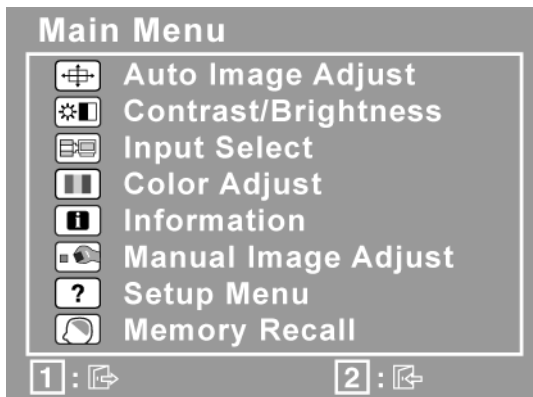 Main Menu
Auto Image Adjust
Contrast/Brightness
Input Select
Color Adjust
i Information
Manual Image Adjust
? Setup Menu
Memory Recall
1 : 2 :